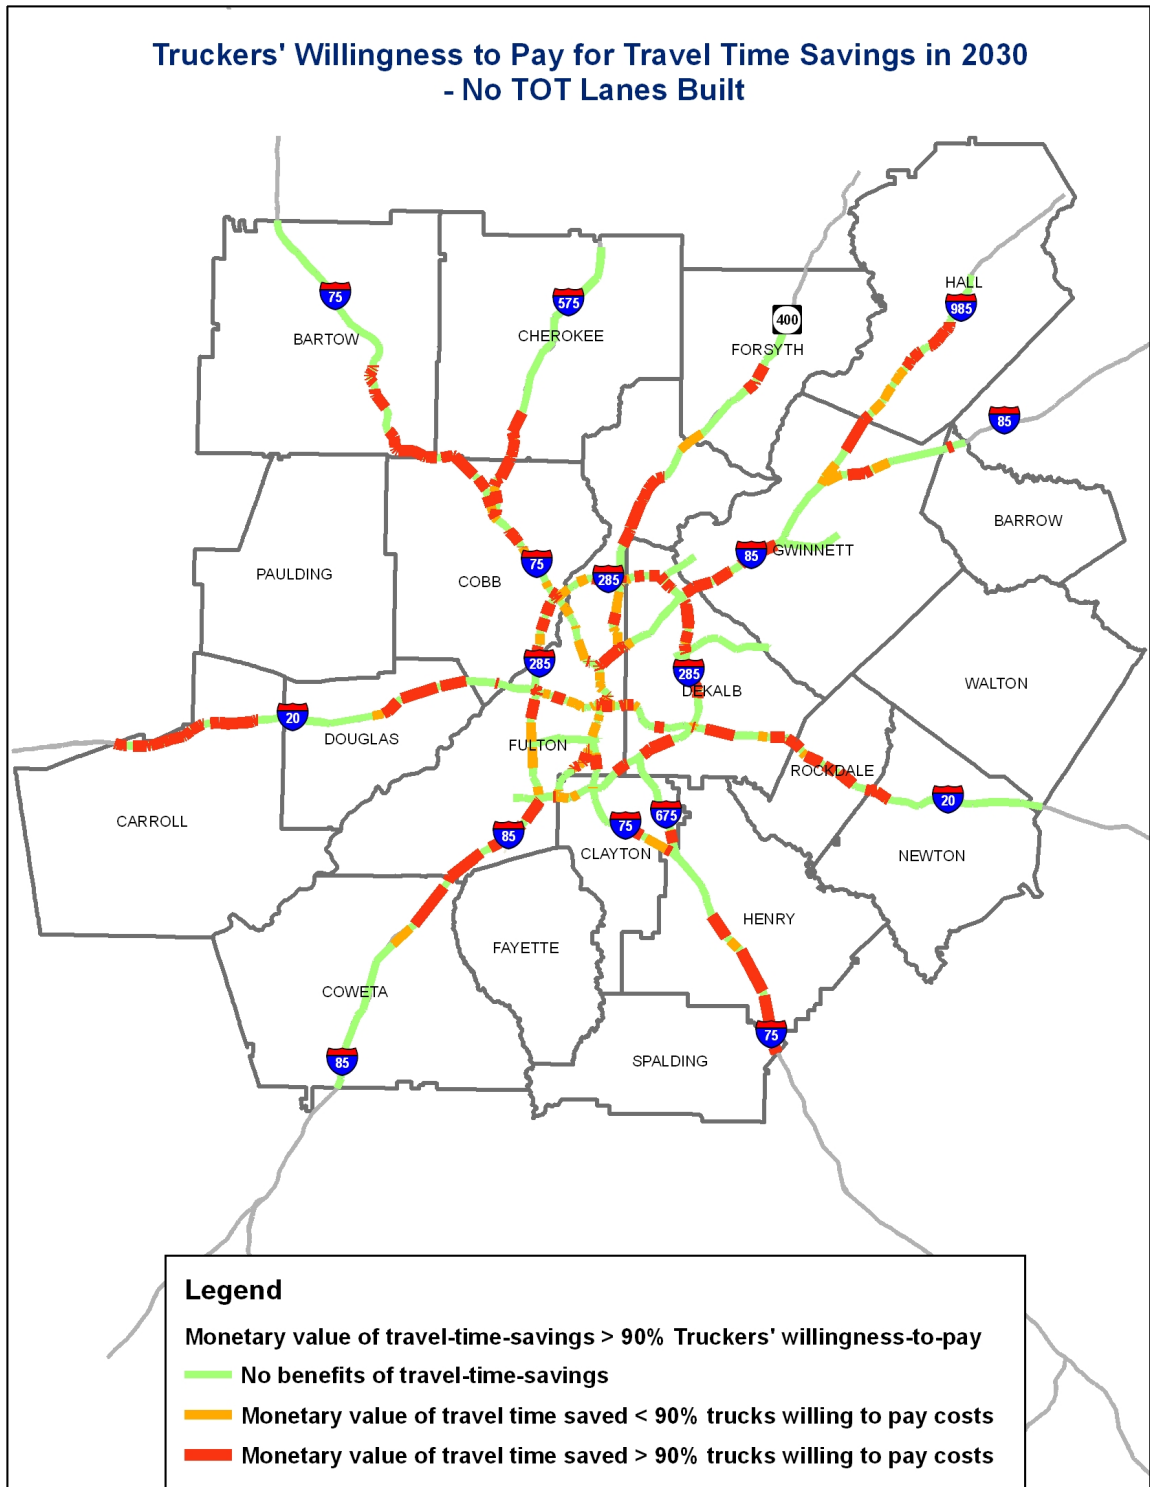 Truckers' Willingness to Pay for Travel Time Savings in 2030
- No TOT Lanes Built
HALL
985
75
575
400
BARTOW
CHEROKEE
FORSYTH
85
BARROW
85
GWINNETT
75
285
PAULDING
COBB
285
285
DEKALB
WALTON
20
DOUGLAS
FULTON
ROCKDALE
20
CARROLL
85
75
675
CLAYTON
NEWTON
HENRY
FAYETTE
COWETA
75
85
SPALDING
Legend
Monetary value of travel-time-savings > 90% Truckers' willingness-to-pay
No benefits of travel-time-savings
Monetary value of travel time saved < 90% trucks willing to pay costs
Monetary value of travel time saved > 90% trucks willing to pay costs